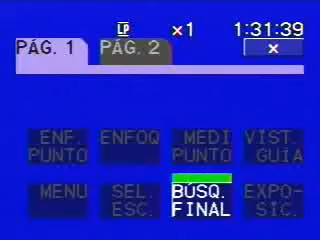 LP ×1 1:31:39
PÁG. 1 PÁG. 2 ×
ENF. PUNTO ENFOQ MEDI PUNTO VIST. GUÍA
MENU SEL. ESC. BÚSQ. FINAL EXPO- SIC.